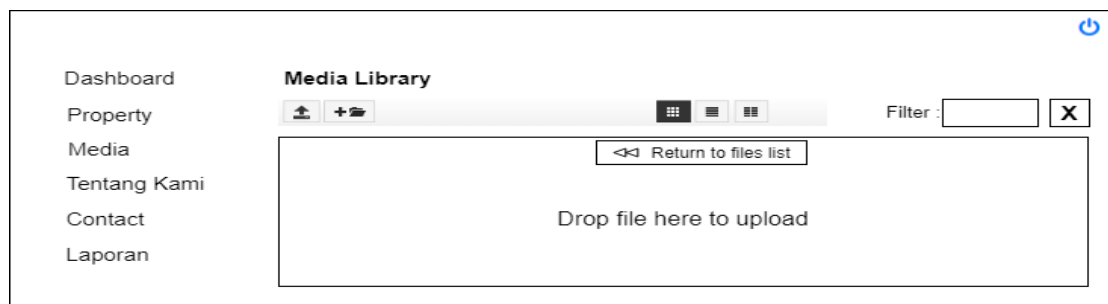 Dashboard
Media Library
Property
Filter :
X
Media
Return to files list
Tentang Kami
Contact
Drop file here to upload
Laporan